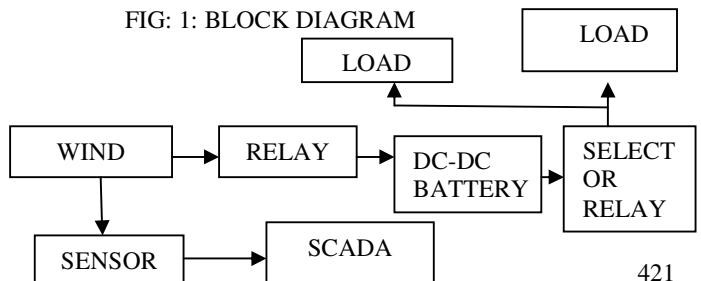 FIG: 1: BLOCK DIAGRAM
LOAD
LOAD
WIND
RELAY
DC-DC
BATTERY
SELECT
OR
RELAY
SENSOR
SCADA
421